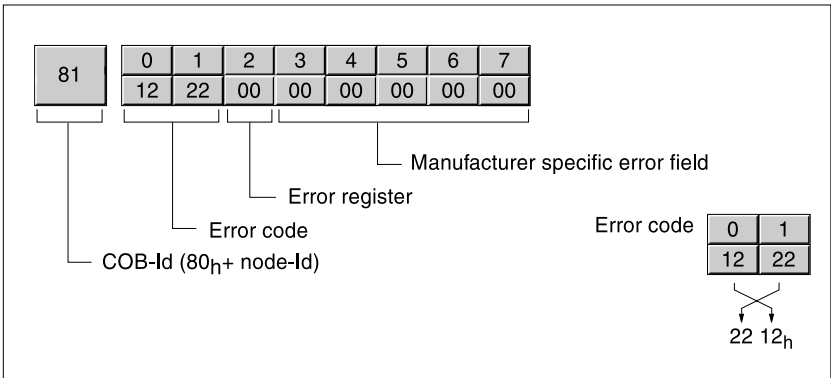 81
0 1 2 3 4 5 6 7
12 22 00 00 00 00 00 00
Manufacturer specific error field
Error register
Error code
COB-Id (80h+ node-Id)
Error code
0 1
12 22
22 12h